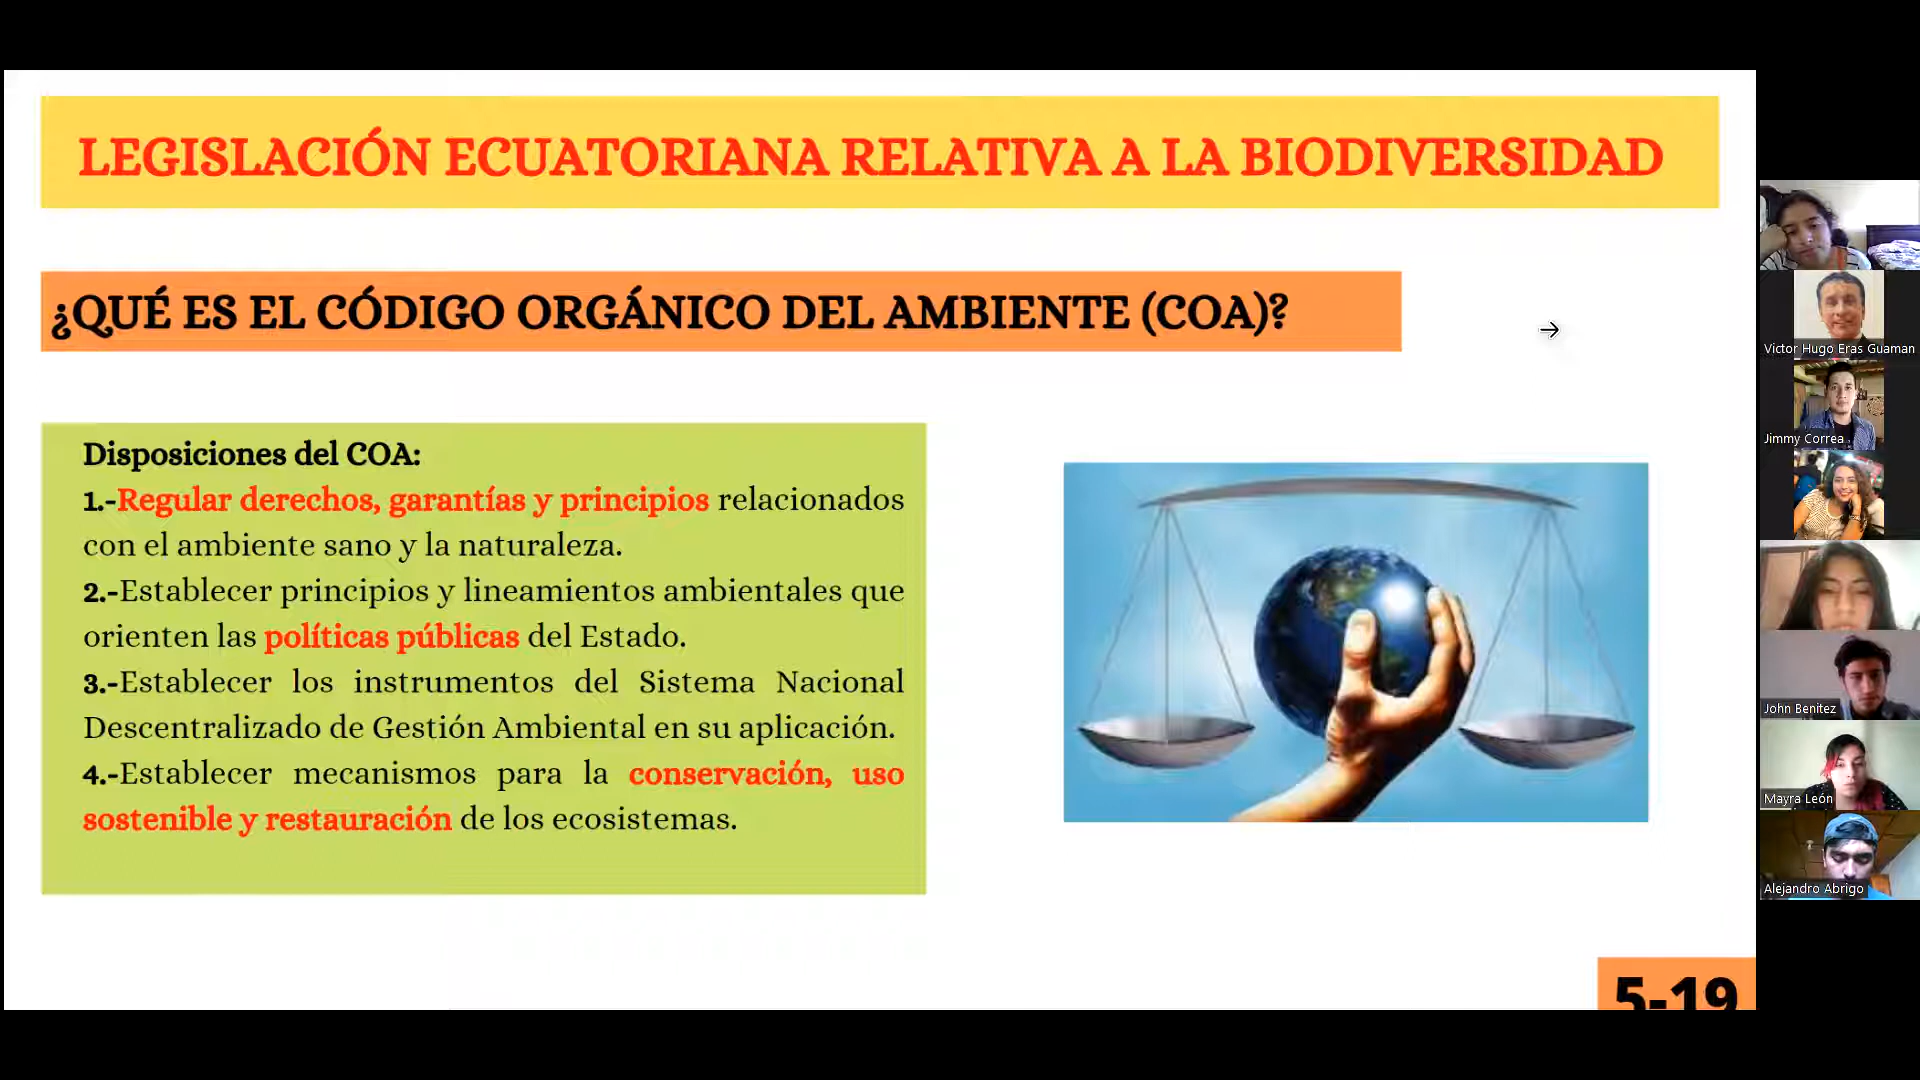 LEGISLACIÓN ECUATORIANA RELATIVA A LA BIODIVERSIDAD
¿QUÉ ES EL CÓDIGO ORGÁNICO DEL AMBIENTE (COA)?
Disposiciones del COA:
1.-Regular derechos, garantías y principios relacionados
con el ambiente sano y la naturaleza.
2.-Establecer principios y lineamientos ambientales que
orienten las políticas públicas del Estado.
3.-Establecer los instrumentos del Sistema Nacional
Descentralizado de Gestión Ambiental en su aplicación.
4.-Establecer mecanismos para la conservación, uso
sostenible y restauración de los ecosistemas.
5-19
Victor Hugo Eras Guaman
Jimmy Correa
John Benitez
Mayra León
Alejandro Abrigo